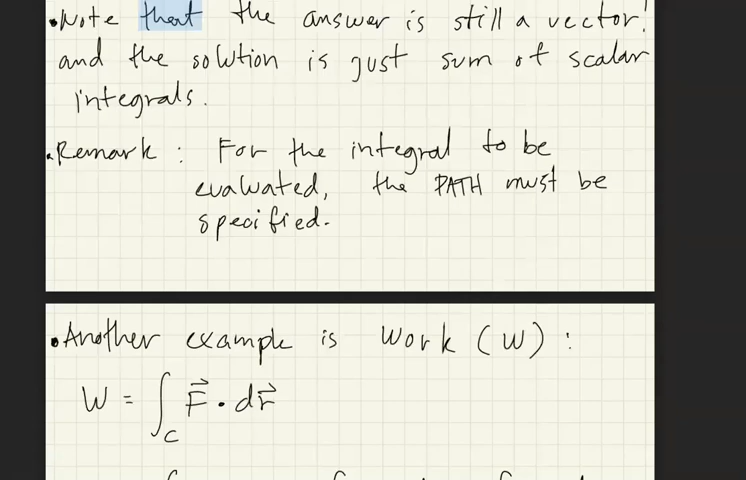 • Note that the answer is still a vector!
and the solution is just sum of scalar
integrals.
• Remark : For the integral to be
evaluated, the PATH must be
specified.
• Another example is Work (W) :
W = ∫_C F⃗ · dr⃗